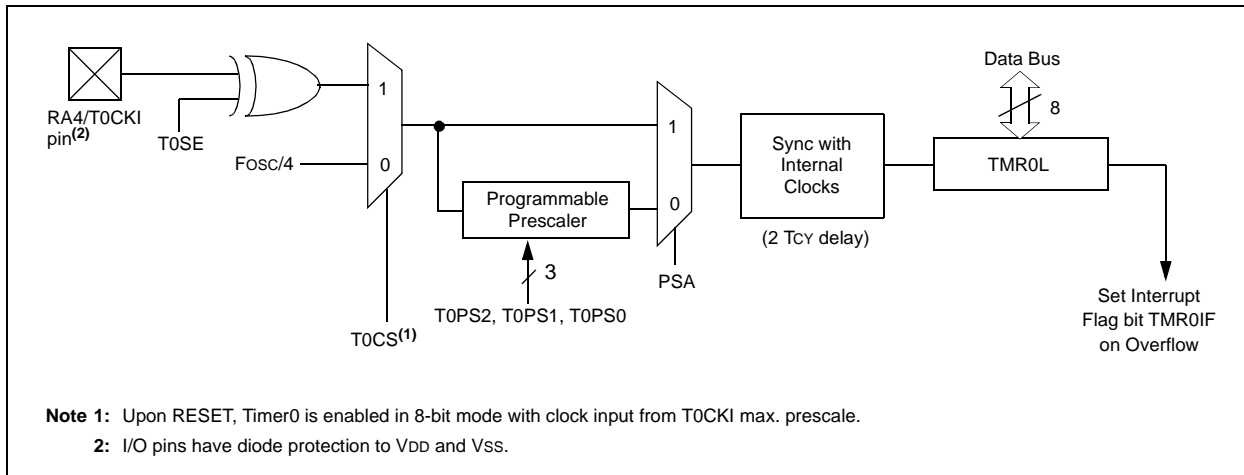 RA4/T0CKI
pin(2)
T0SE
FOSC/4
1
0
T0CS(1)
Programmable
Prescaler
3
T0PS2, T0PS1, T0PS0
1
0
PSA
Sync with
Internal
Clocks
(2 TCY delay)
Data Bus
8
TMR0L
Set Interrupt
Flag bit TMR0IF
on Overflow
Note 1: Upon RESET, Timer0 is enabled in 8-bit mode with clock input from T0CKI max. prescale.
2: I/O pins have diode protection to VDD and VSS.